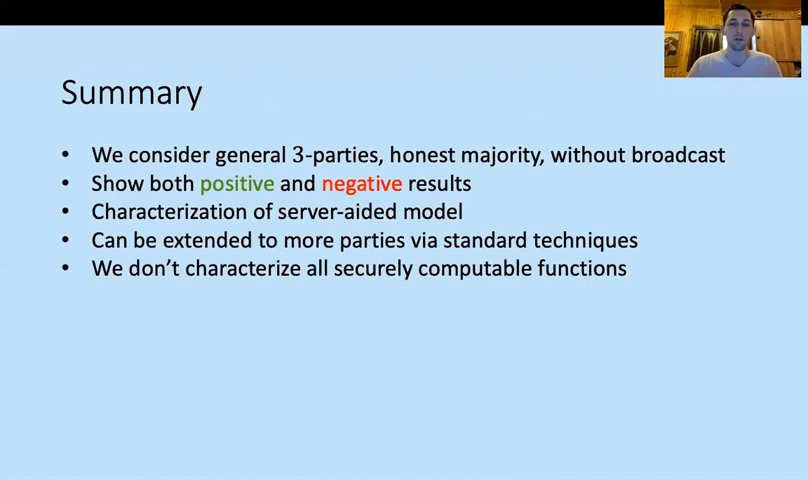 Summary
• We consider general 3-parties, honest majority, without broadcast
• Show both positive and negative results
• Characterization of server-aided model
• Can be extended to more parties via standard techniques
• We don't characterize all securely computable functions